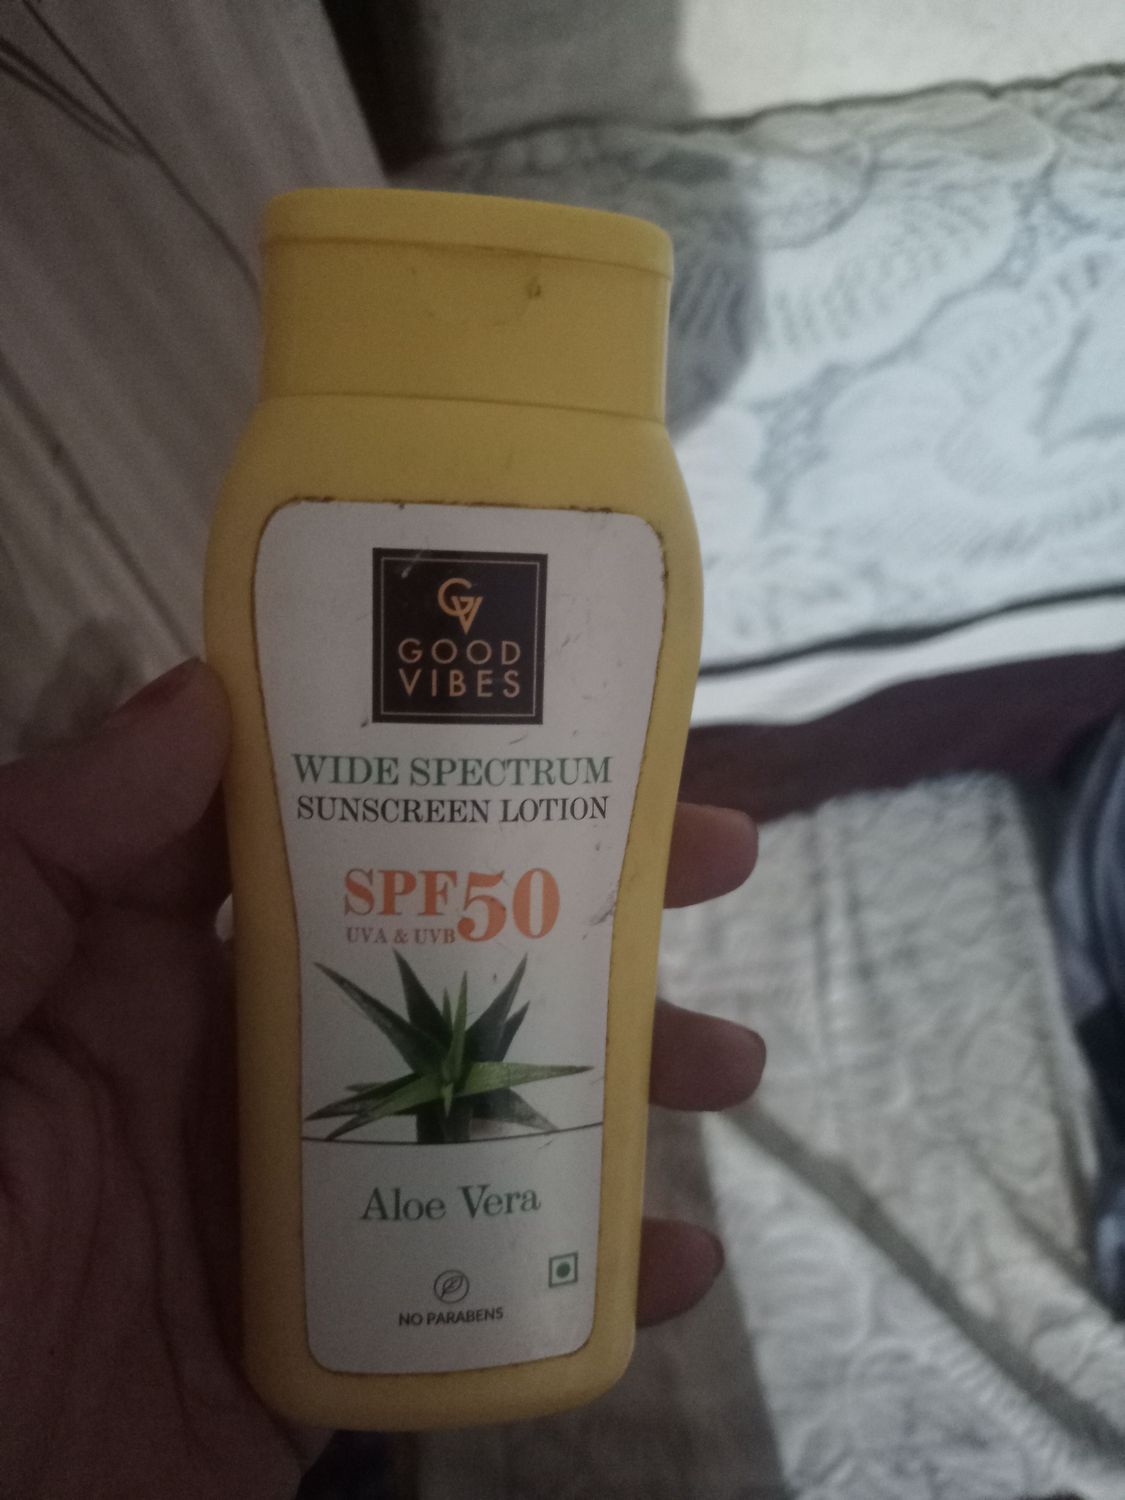 GV
GOOD
VIBES
WIDE SPECTRUM
SUNSCREEN LOTION
SPF50
UVA & UVB
Aloe Vera
NO PARABENS